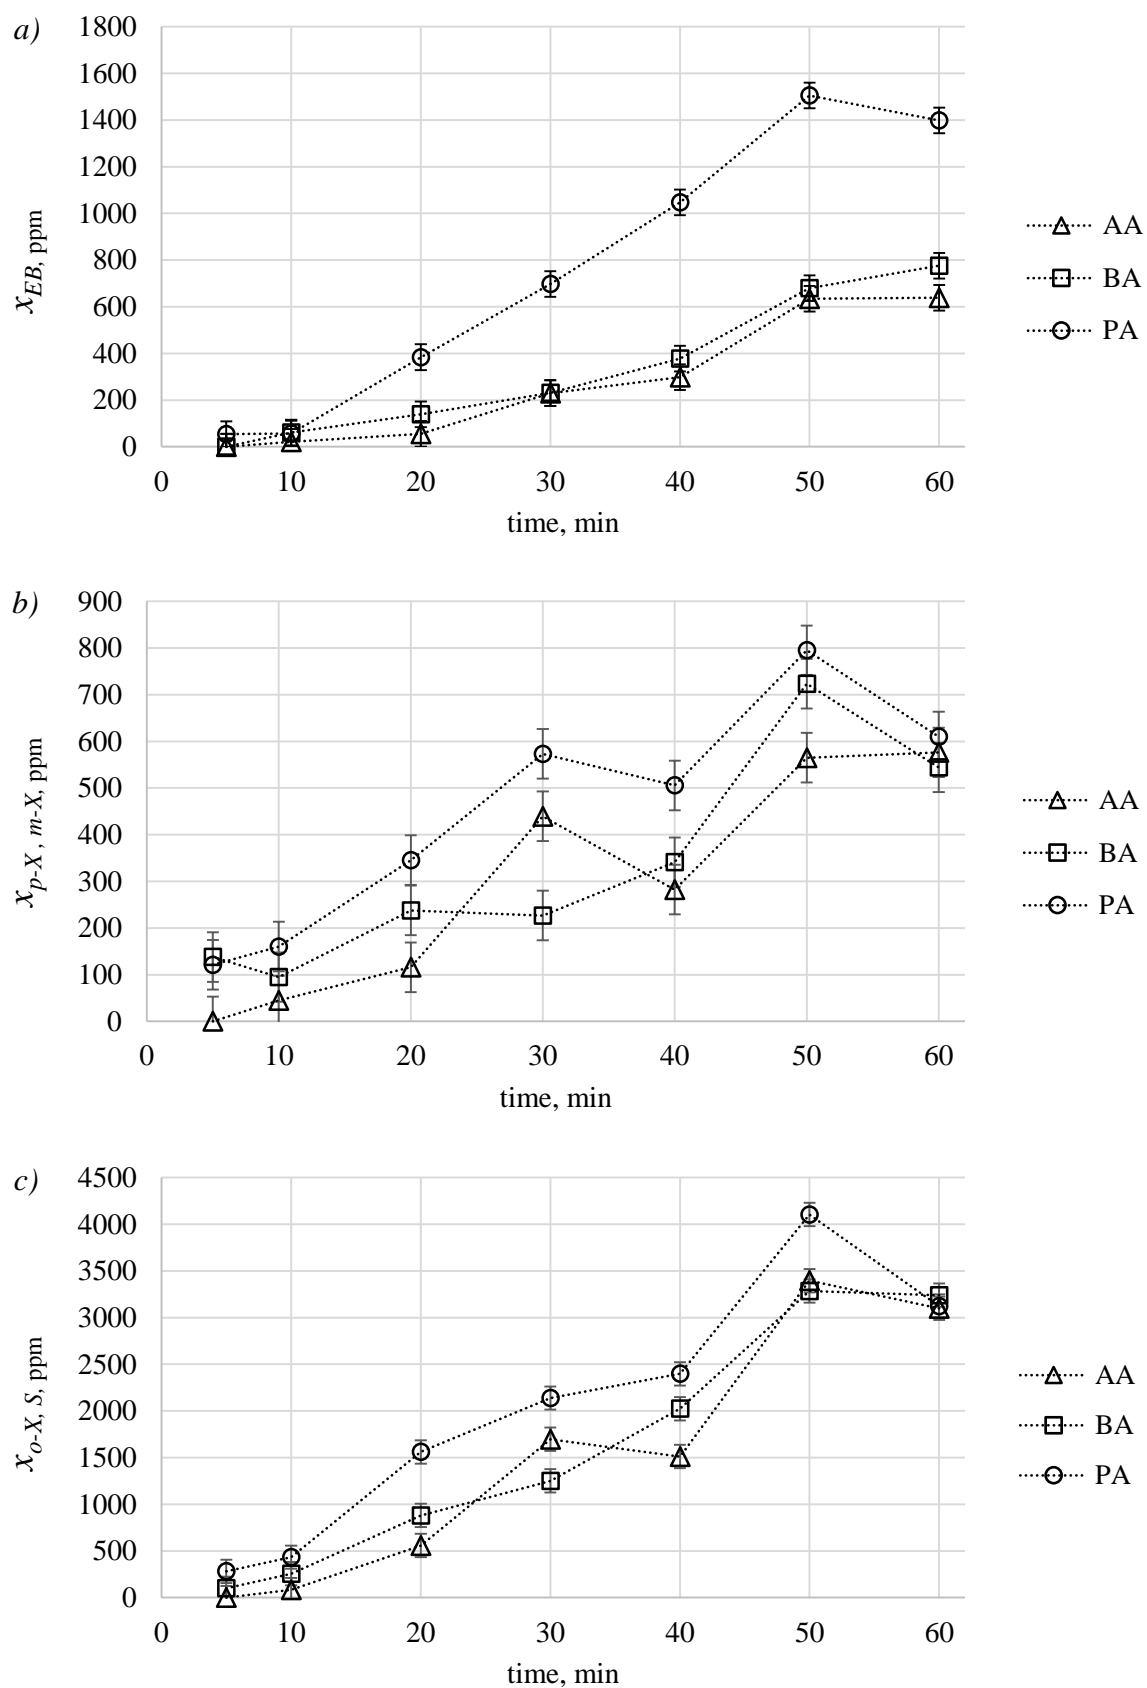 a)
1800
1600
1400
1200
1000
800
600
400
200
0
0 10 20 30 40 50 60
time, min
x_EB, ppm
AA
BA
PA
b)
900
800
700
600
500
400
300
200
100
0
0 10 20 30 40 50 60
time, min
x_p-X, m-X, ppm
AA
BA
PA
c)
4500
4000
3500
3000
2500
2000
1500
1000
500
0
0 10 20 30 40 50 60
time, min
x_o-X, S, ppm
AA
BA
PA